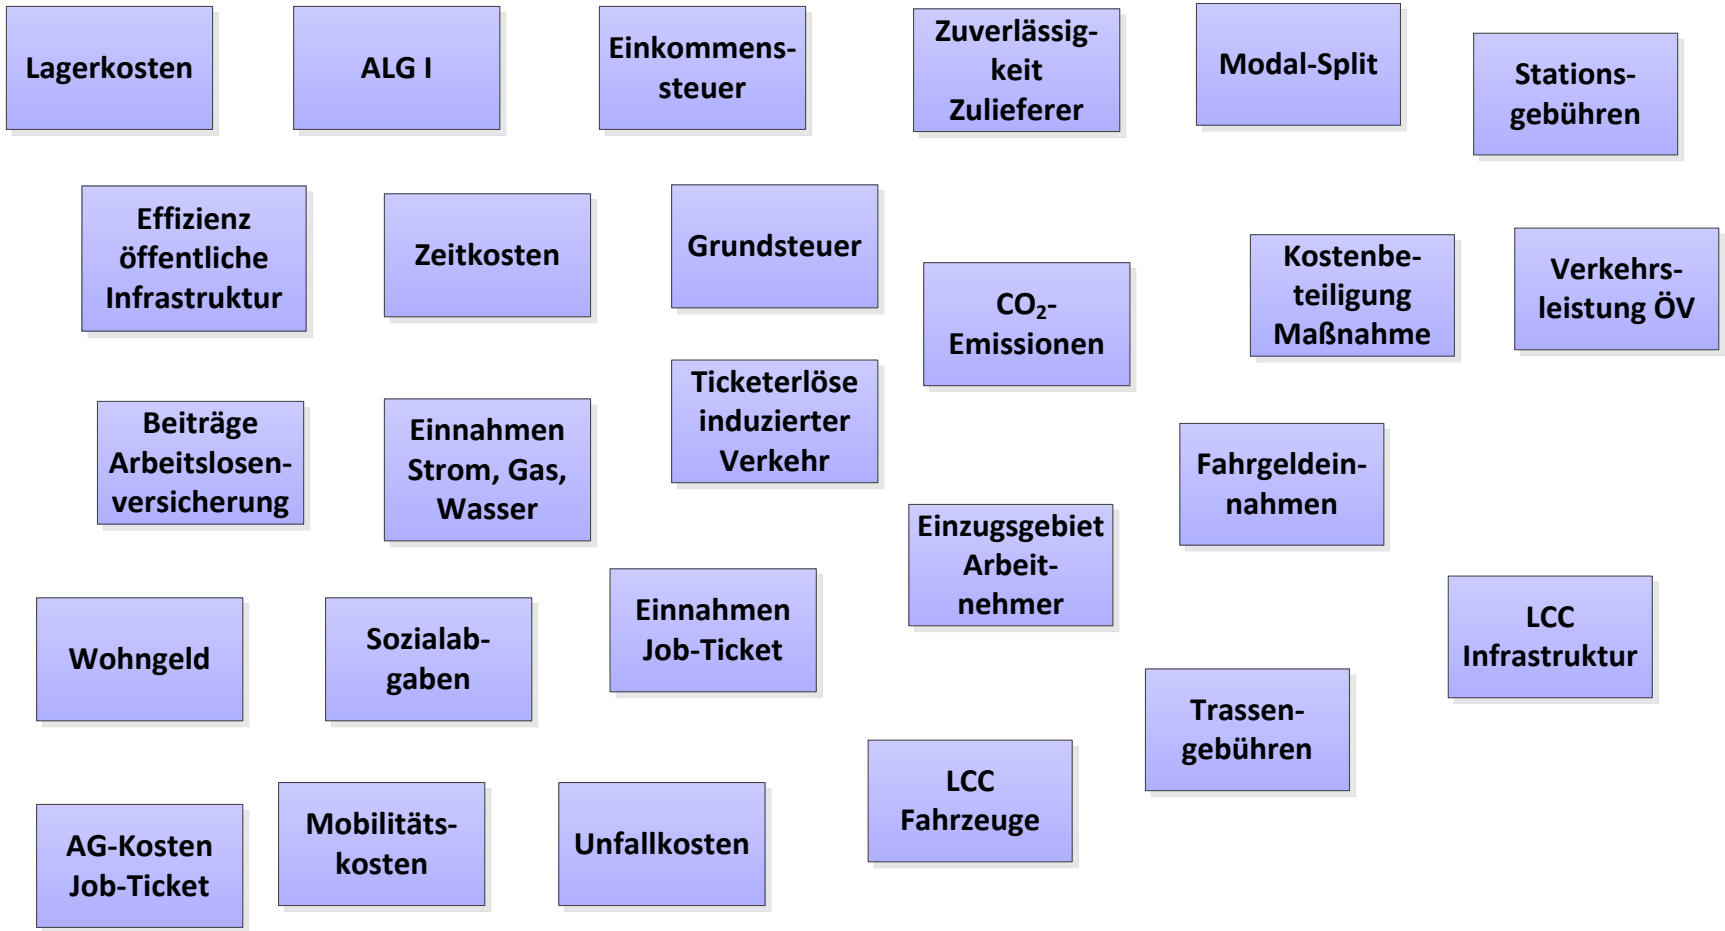 Lagerkosten
ALG I
Einkommens-
steuer
Zuverlässig-
keit
Zulieferer
Modal-Split
Stations-
gebühren
Effizienz
öffentliche
Infrastruktur
Zeitkosten
Grundsteuer
CO₂-
Emissionen
Kostenbe-
teiligung
Maßnahme
Verkehrs-
leistung ÖV
Beiträge
Arbeitslosen-
versicherung
Einnahmen
Strom, Gas,
Wasser
Ticketerlöse
induzierter
Verkehr
Einzugsgebiet
Arbeit-
nehmer
Fahrgeldein-
nahmen
Wohngeld
Sozialab-
gaben
Einnahmen
Job-Ticket
LCC
Infrastruktur
Trassen-
gebühren
AG-Kosten
Job-Ticket
Mobilitäts-
kosten
Unfallkosten
LCC
Fahrzeuge